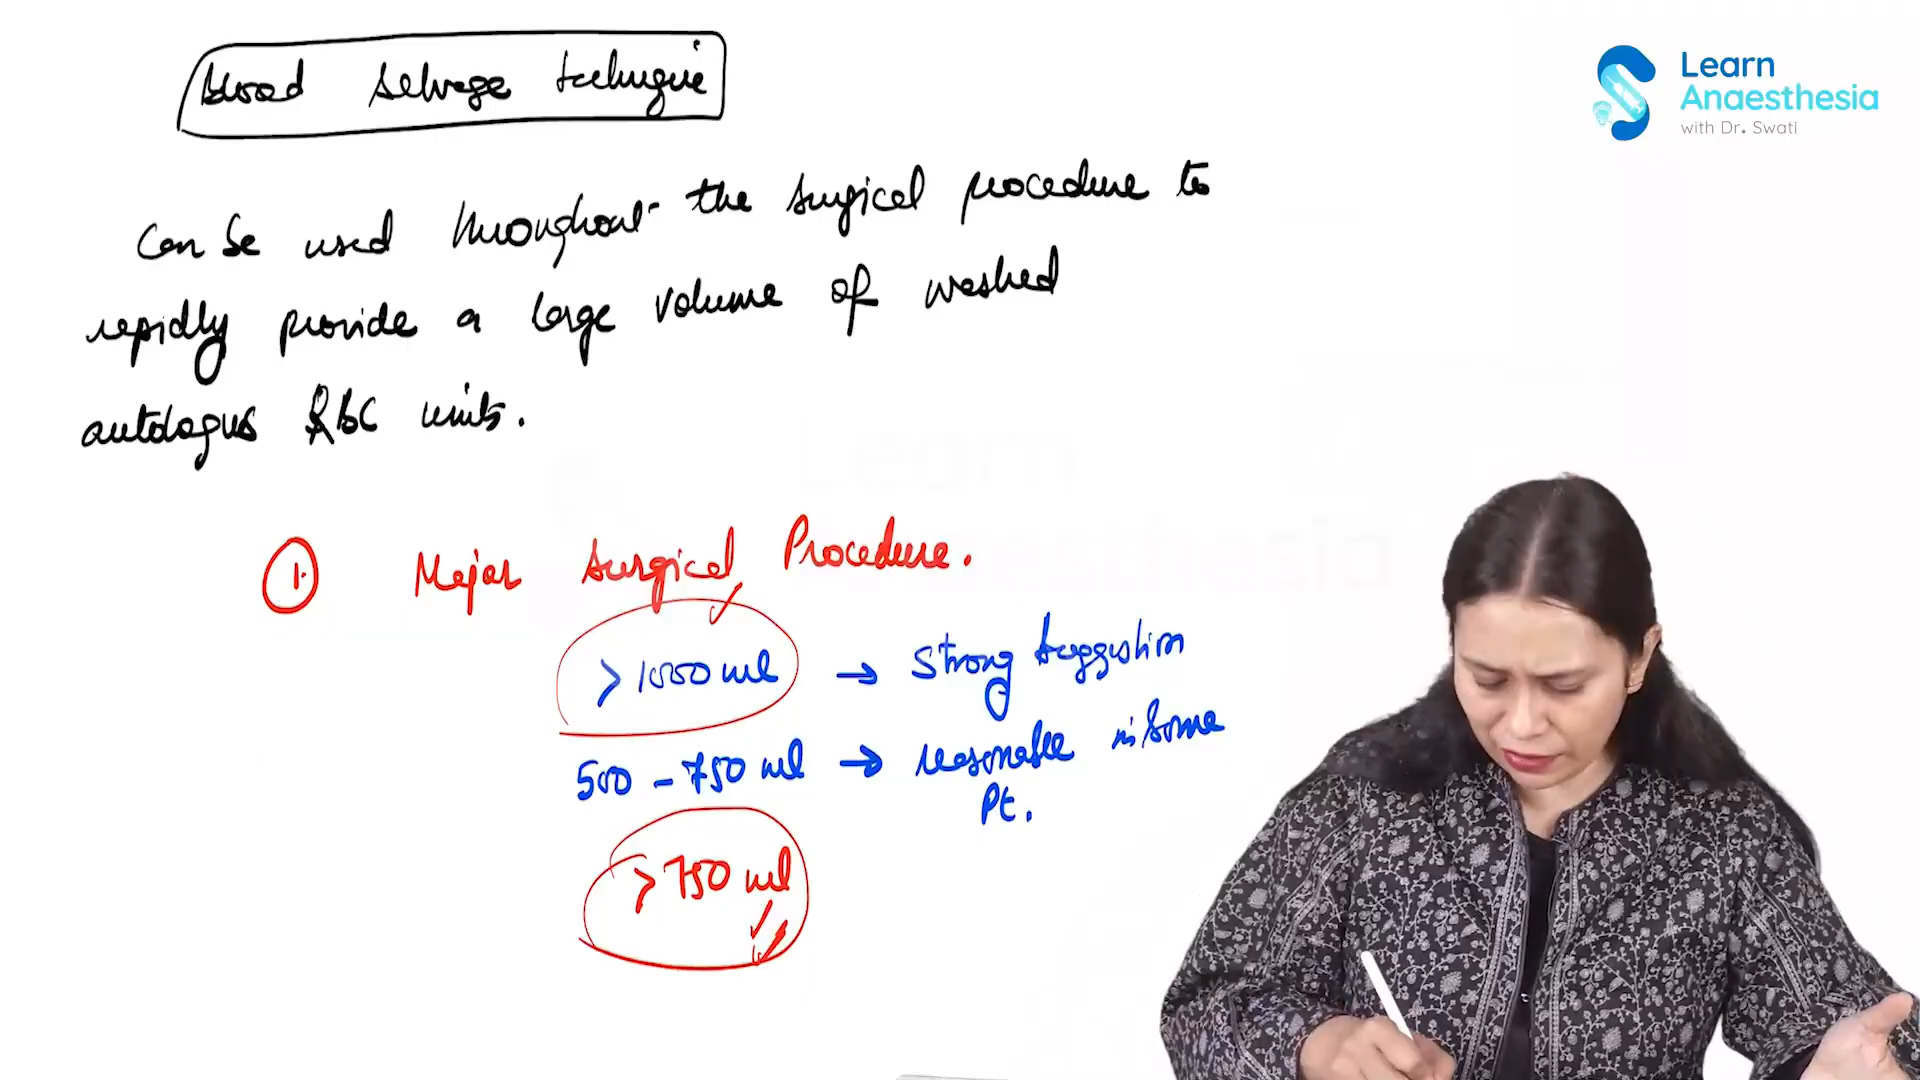 Blood Salvage technique
Learn
Anaesthesia
with Dr. Swati
Can be used throughout the surgical procedure to
rapidly provide a large volume of washed
autologus RBC units.
1. Major Surgical Procedure.
> 1000 ml → Strong suggestion
500 - 750 ml → reasonable in some
Pt.
> 750 ml